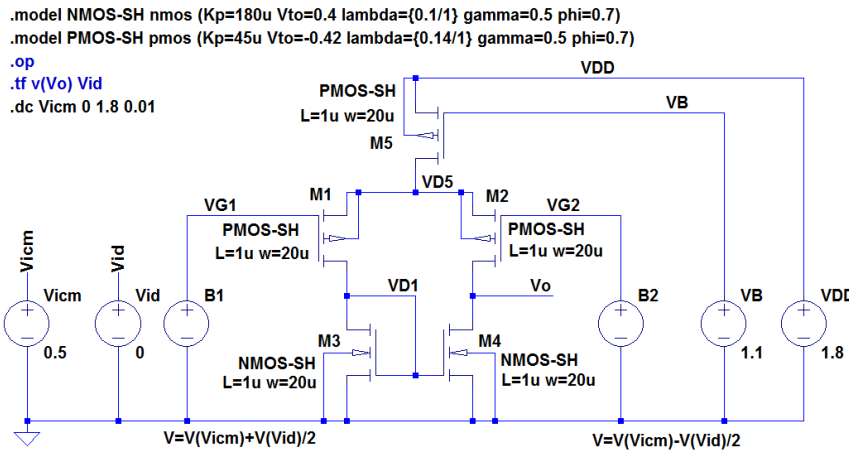 .model NMOS-SH nmos (Kp=180u Vto=0.4 lambda={0.1/1} gamma=0.5 phi=0.7)
.model PMOS-SH pmos (Kp=45u Vto=-0.42 lambda={0.14/1} gamma=0.5 phi=0.7)
.op
.tf v(Vo) Vid
.dc Vicm 0 1.8 0.01
VDD
PMOS-SH
L=1u w=20u
M5
VB
VD5
M1
M2
VG1
VG2
PMOS-SH
L=1u w=20u
PMOS-SH
L=1u w=20u
Vicm
Vid
Vicm
0.5
Vid
0
B1
VD1
Vo
B2
VB
1.1
VDD
1.8
M3
M4
NMOS-SH
L=1u w=20u
NMOS-SH
L=1u w=20u
V=V(Vicm)+V(Vid)/2
V=V(Vicm)-V(Vid)/2